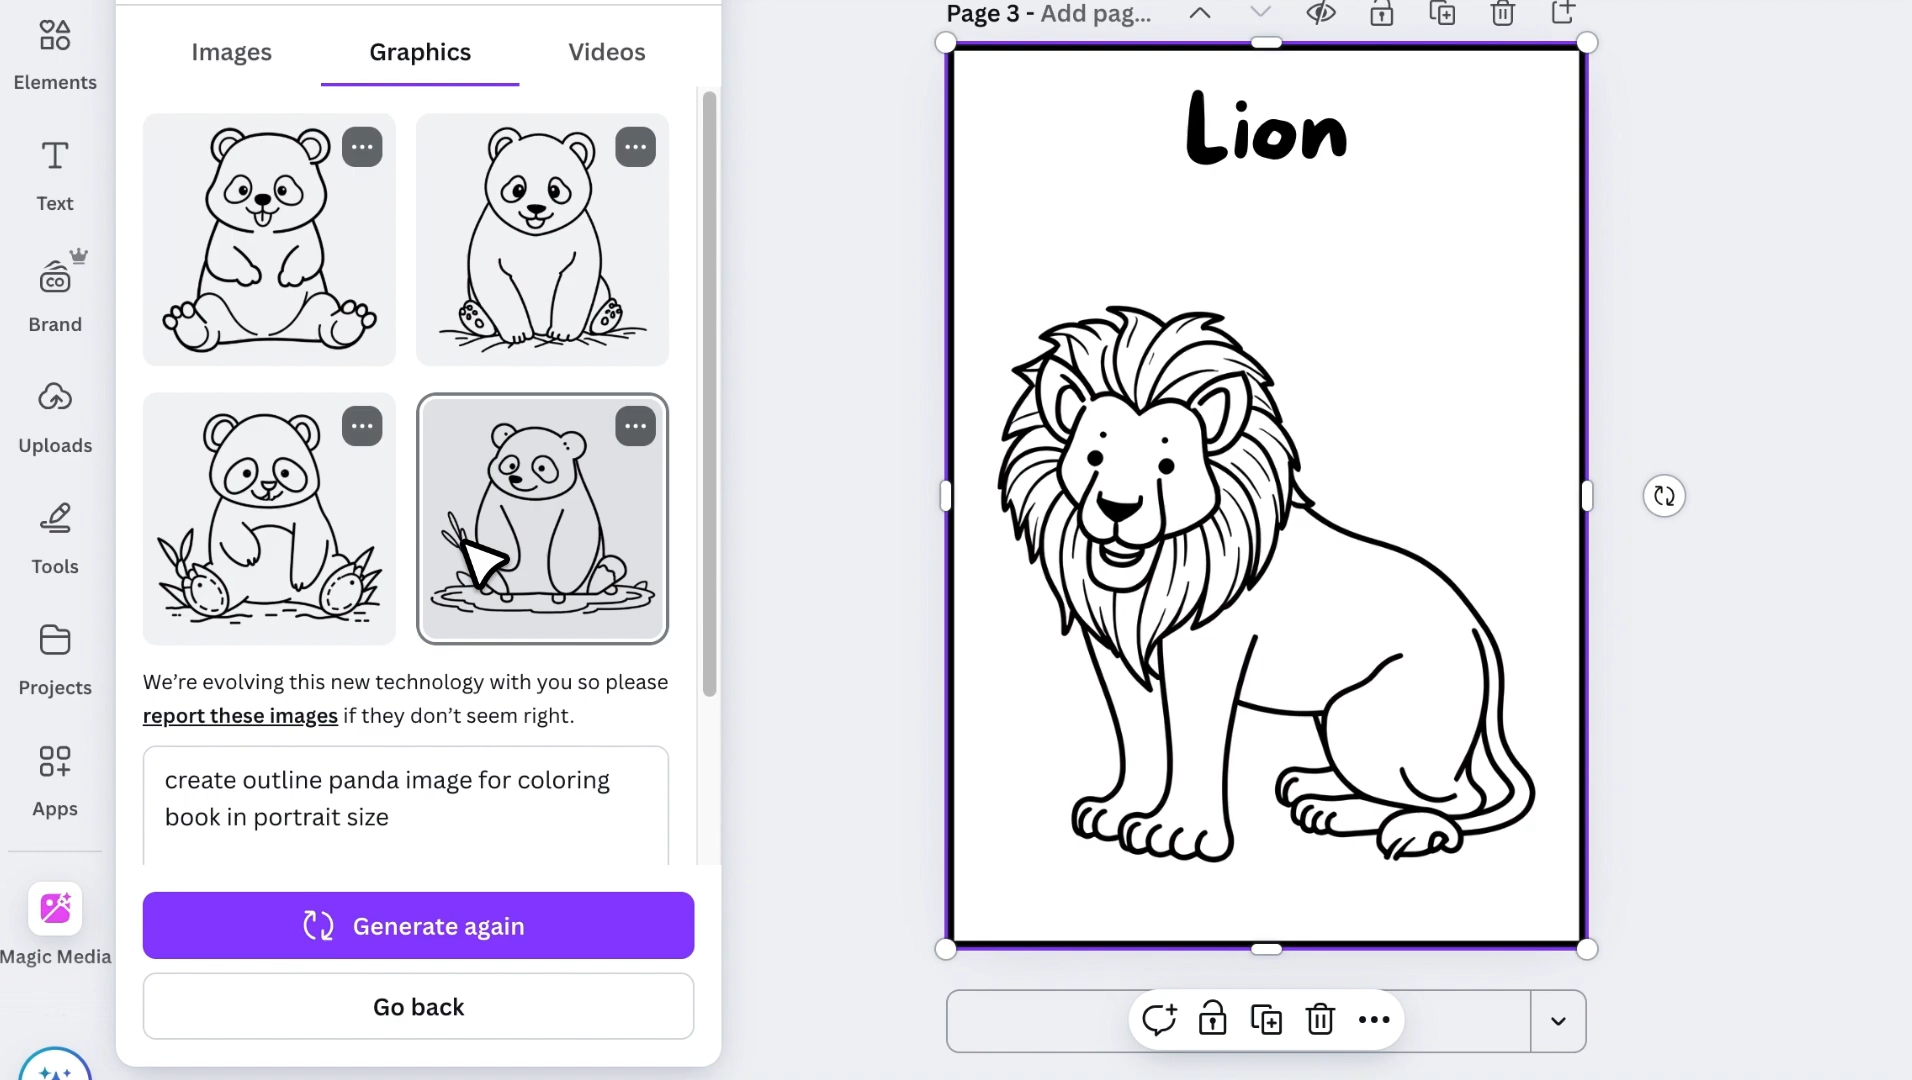 Elements
Text
Brand
Uploads
Tools
Projects
Apps
Magic Media
Images
Graphics
Videos
We’re evolving this new technology with you so please
report these images if they don’t seem right.
create outline panda image for coloring
book in portrait size
Generate again
Go back
Page 3 - Add pag...
Lion